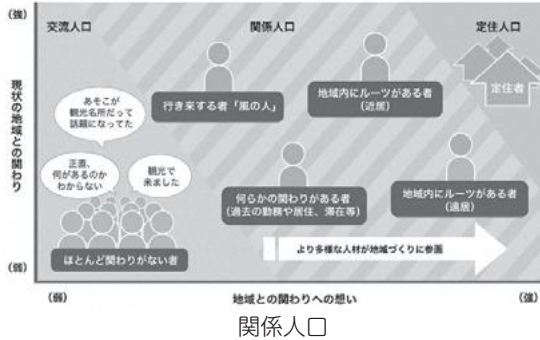 (強)
交流人口
関係人口
定住人口
現状の地域との関わり
あそこが
観光名所だって
話題になってた
行き来する者「風の人」
地域内にルーツがある者
(近居)
定住者
正直、
何があるのか
わからない
観光で
来ました
何らかの関わりがある者
(過去の勤務や居住、滞在等)
地域内にルーツがある者
(遠居)
ほとんど関わりがない者
より多様な人材が地域づくりに参画
(弱)
(弱)
地域との関わりへの想い
(強)
関係人口